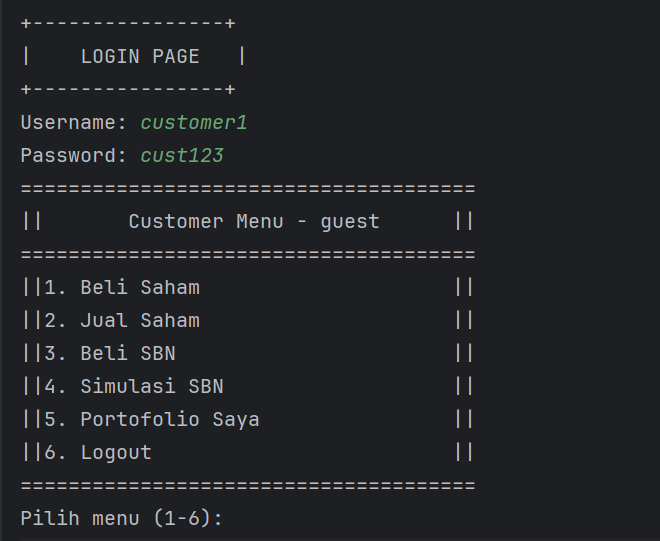 +----------------+
|    LOGIN PAGE   |
+----------------+
Username: customer1
Password: cust123
======================================
||       Customer Menu - guest      ||
======================================
||1. Beli Saham                     ||
||2. Jual Saham                     ||
||3. Beli SBN                       ||
||4. Simulasi SBN                   ||
||5. Portofolio Saya                ||
||6. Logout                         ||
======================================
Pilih menu (1-6):